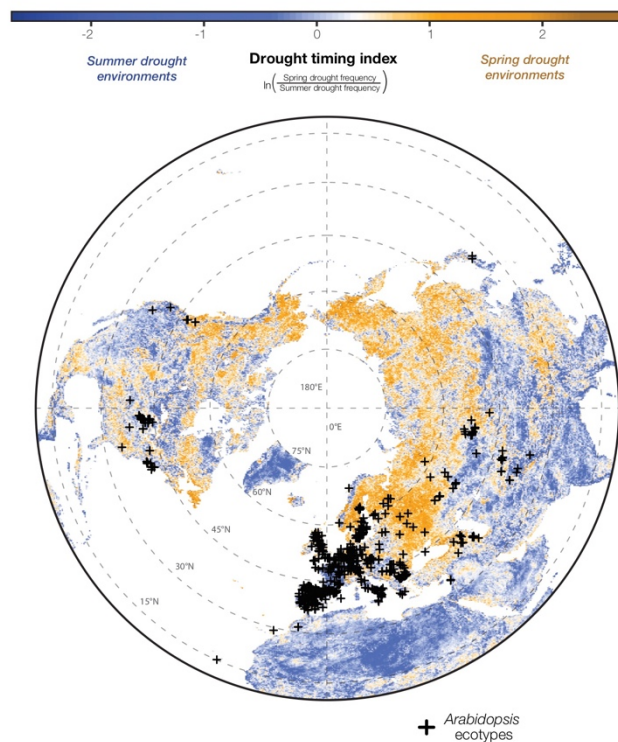 -2 -1 0 1 2
Summer drought
environments
Drought timing index
ln(Spring drought frequency
Summer drought frequency)
Spring drought
environments
180°E
0°E
75°N
60°N
45°N
30°N
15°N
Arabidopsis
ecotypes